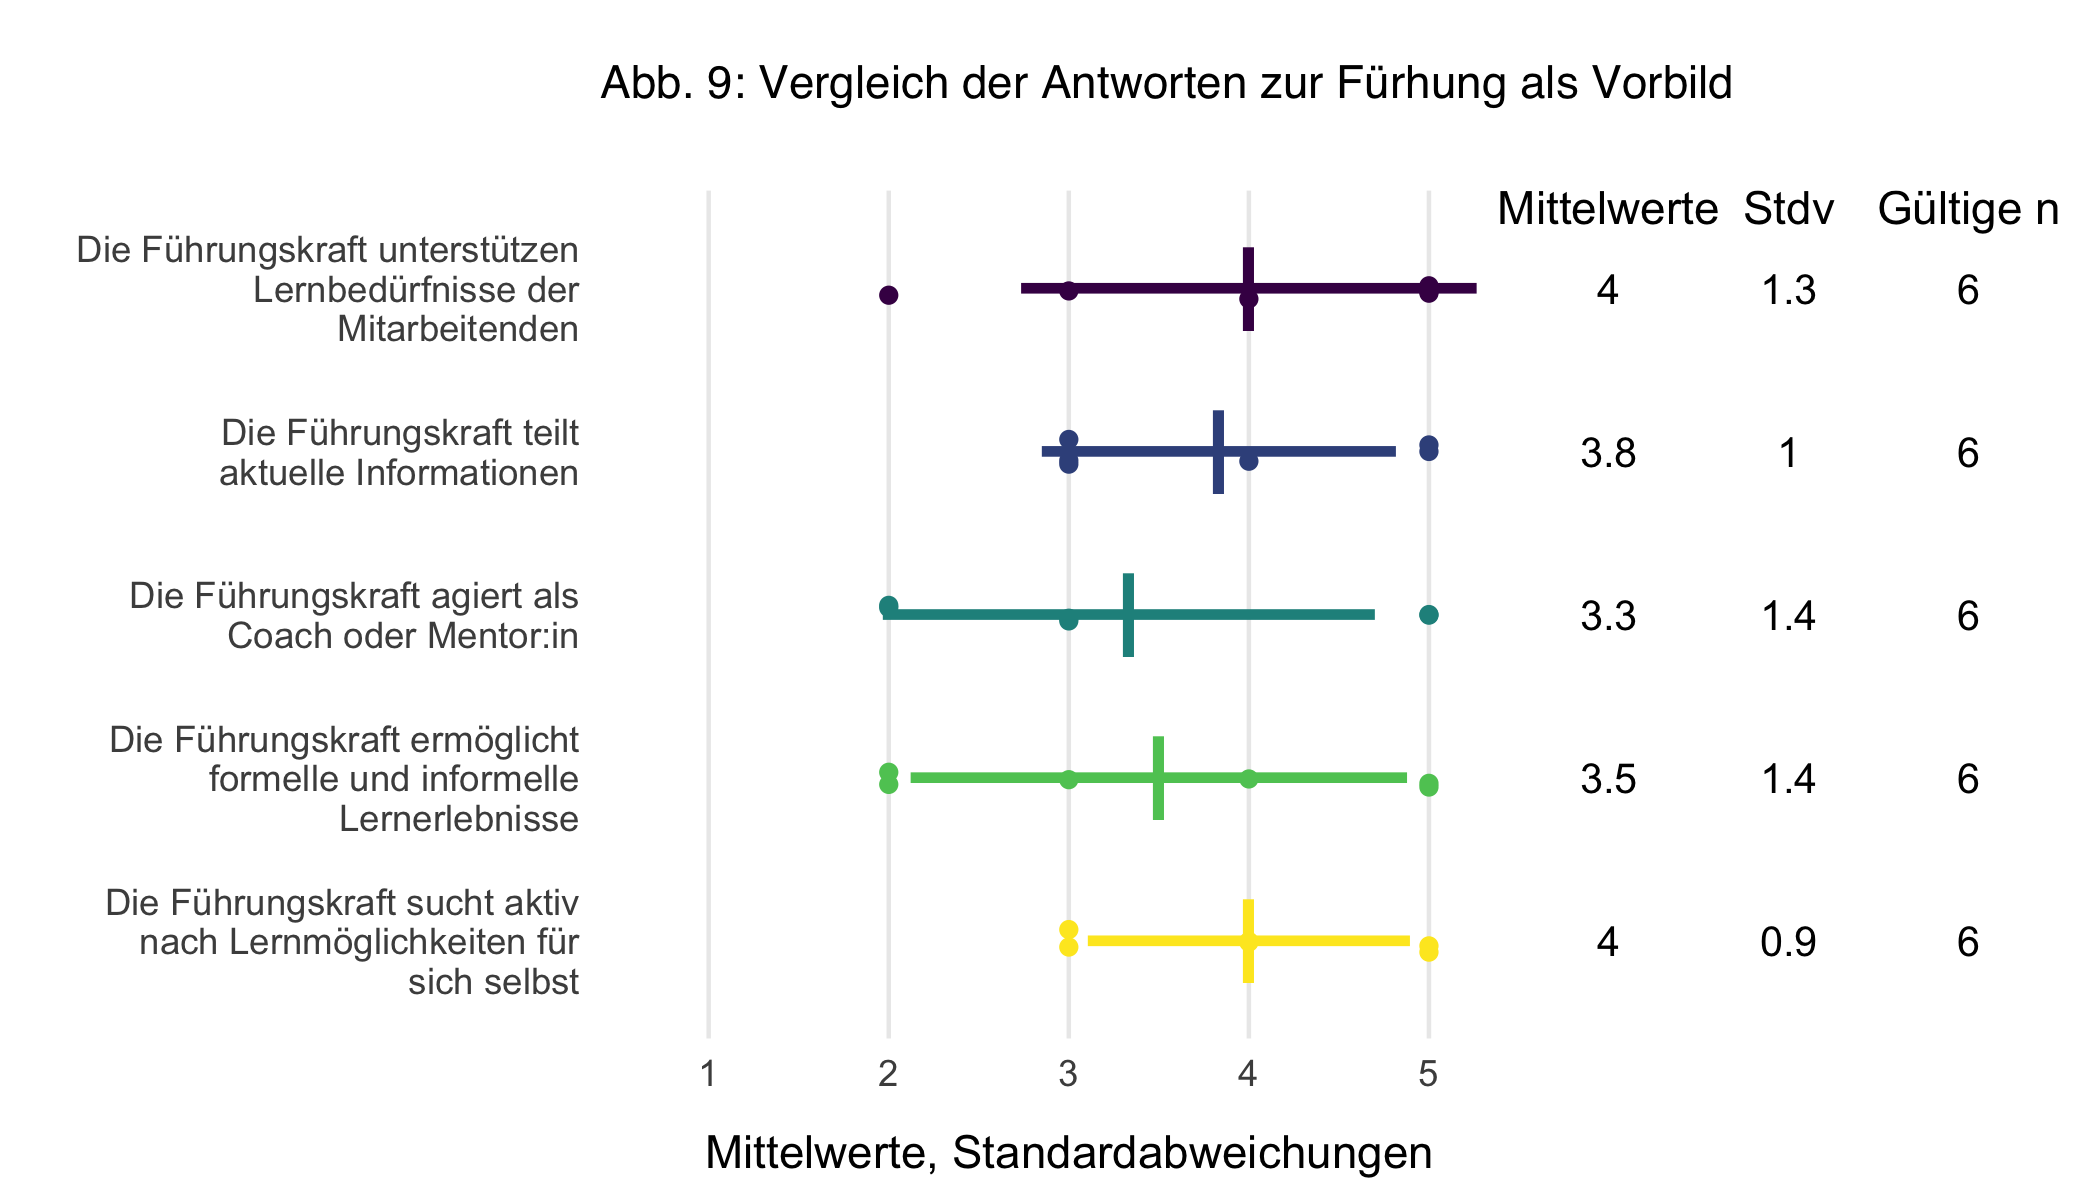 Abb. 9: Vergleich der Antworten zur Fürhung als Vorbild
Mittelwerte Stdv Gültige n
Die Führungskraft unterstützen
Lernbedürfnisse der
Mitarbeitenden
4 1.3 6
Die Führungskraft teilt
aktuelle Informationen
3.8 1 6
Die Führungskraft agiert als
Coach oder Mentor:in
3.3 1.4 6
Die Führungskraft ermöglicht
formelle und informelle
Lernerlebnisse
3.5 1.4 6
Die Führungskraft sucht aktiv
nach Lernmöglichkeiten für
sich selbst
4 0.9 6
1 2 3 4 5
Mittelwerte, Standardabweichungen